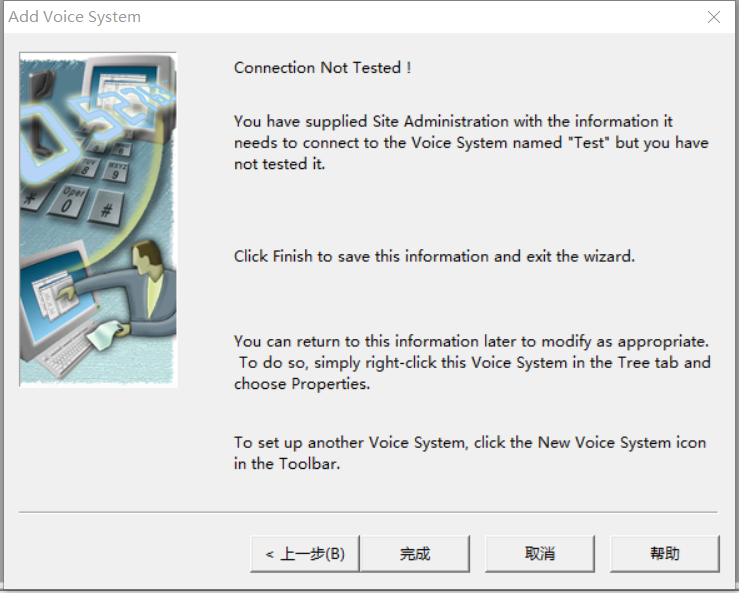 Add Voice System
Connection Not Tested !
You have supplied Site Administration with the information it
needs to connect to the Voice System named "Test" but you have
not tested it.
Click Finish to save this information and exit the wizard.
You can return to this information later to modify as appropriate.
To do so, simply right-click this Voice System in the Tree tab and
choose Properties.
To set up another Voice System, click the New Voice System icon
in the Toolbar.
< 上一步(B)
完成
取消
帮助
8
9
*
Oper
0
#